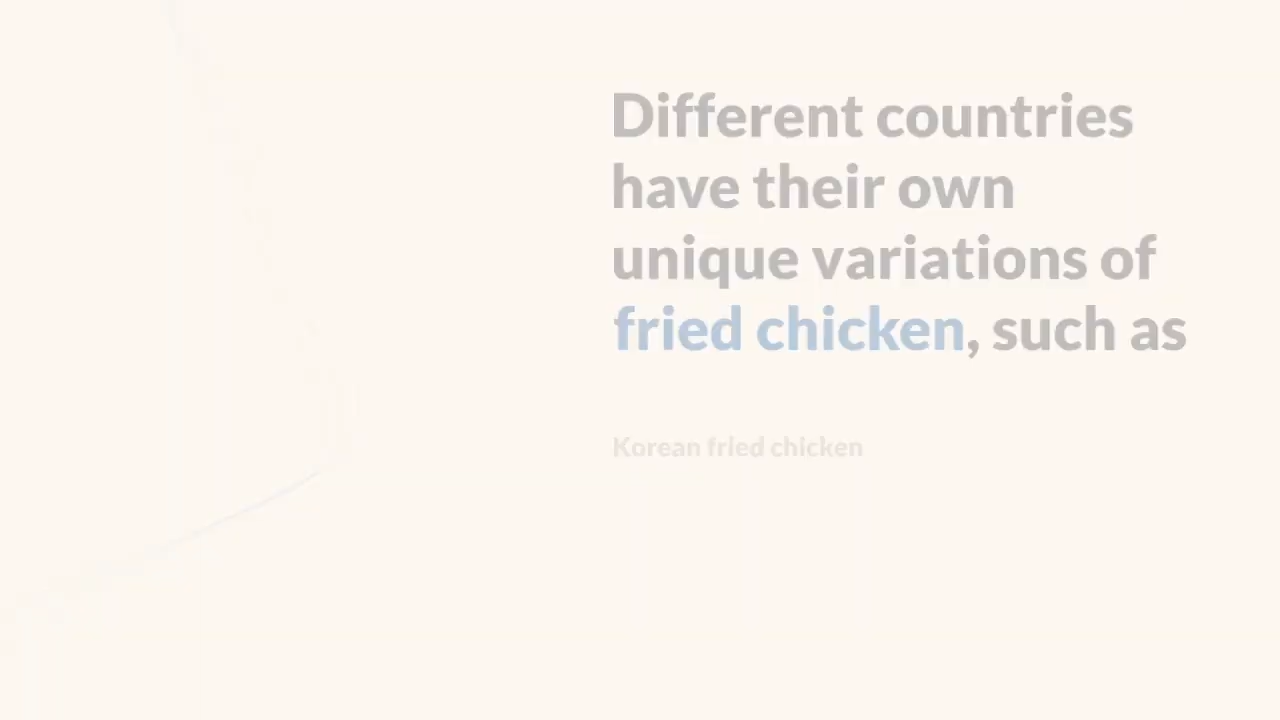 Different countries
have their own
unique variations of
fried chicken, such as
Korean fried chicken